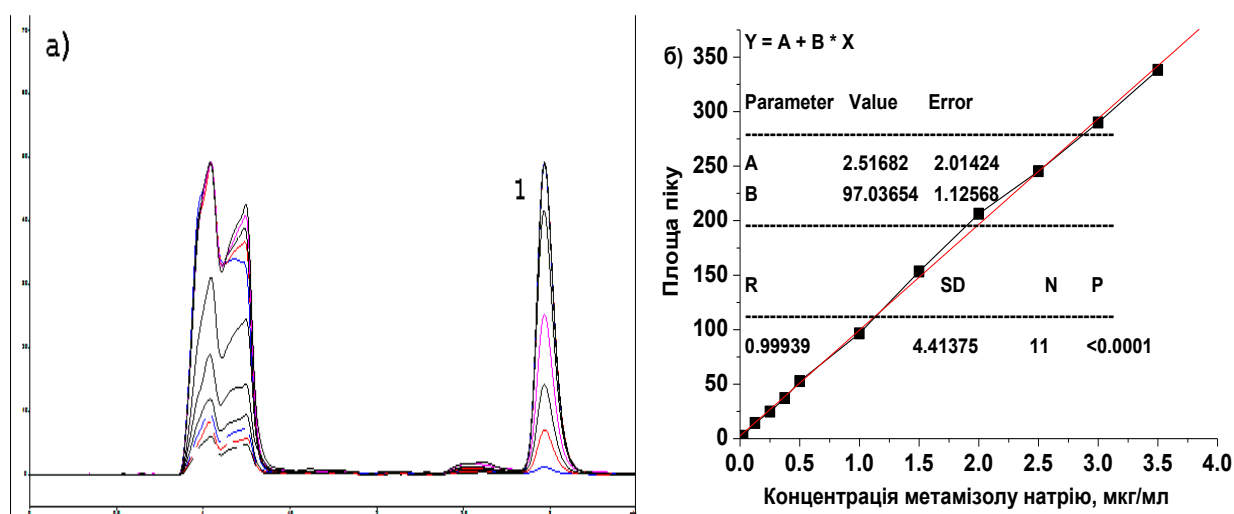 а)
1
б)
Y = A + B * X
Parameter Value Error
A 2.51682 2.01424
B 97.03654 1.12568
R SD N P
0.99939 4.41375 11 <0.0001
Площа піку
350
300
250
200
150
100
50
0
0.0 0.5 1.0 1.5 2.0 2.5 3.0 3.5 4.0
Концентрація метамізолу натрію, мкг/мл